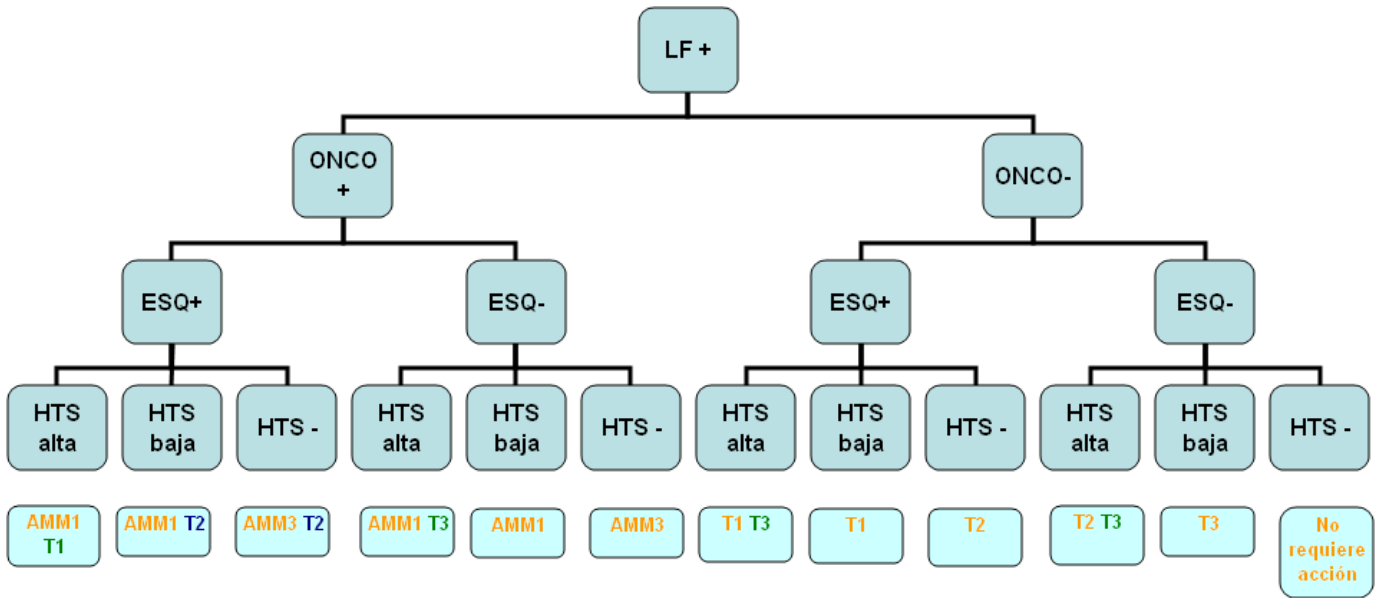 LF +
ONCO
+
ONCO-
ESQ+
ESQ-
ESQ+
ESQ-
HTS
alta
HTS
baja
HTS -
HTS
alta
HTS
baja
HTS -
HTS
alta
HTS
baja
HTS -
HTS
alta
HTS
baja
HTS -
AMM1
T1
AMM1 T2
AMM3 T2
AMM1 T3
AMM1
AMM3
T1 T3
T1
T2
T2 T3
T3
No
requiere
acción